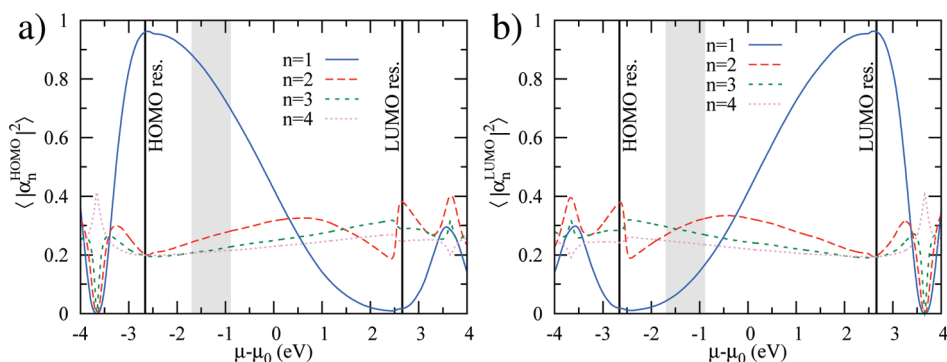 a)
⟨ |α_n^HOMO|² ⟩
1
0.8
0.6
0.4
0.2
0
HOMO res.
LUMO res.
n=1
n=2
n=3
n=4
-4 -3 -2 -1 0 1 2 3 4
μ-μ₀ (eV)
b)
⟨ |α_n^LUMO|² ⟩
1
0.8
0.6
0.4
0.2
0
HOMO res.
LUMO res.
n=1
n=2
n=3
n=4
-4 -3 -2 -1 0 1 2 3 4
μ-μ₀ (eV)